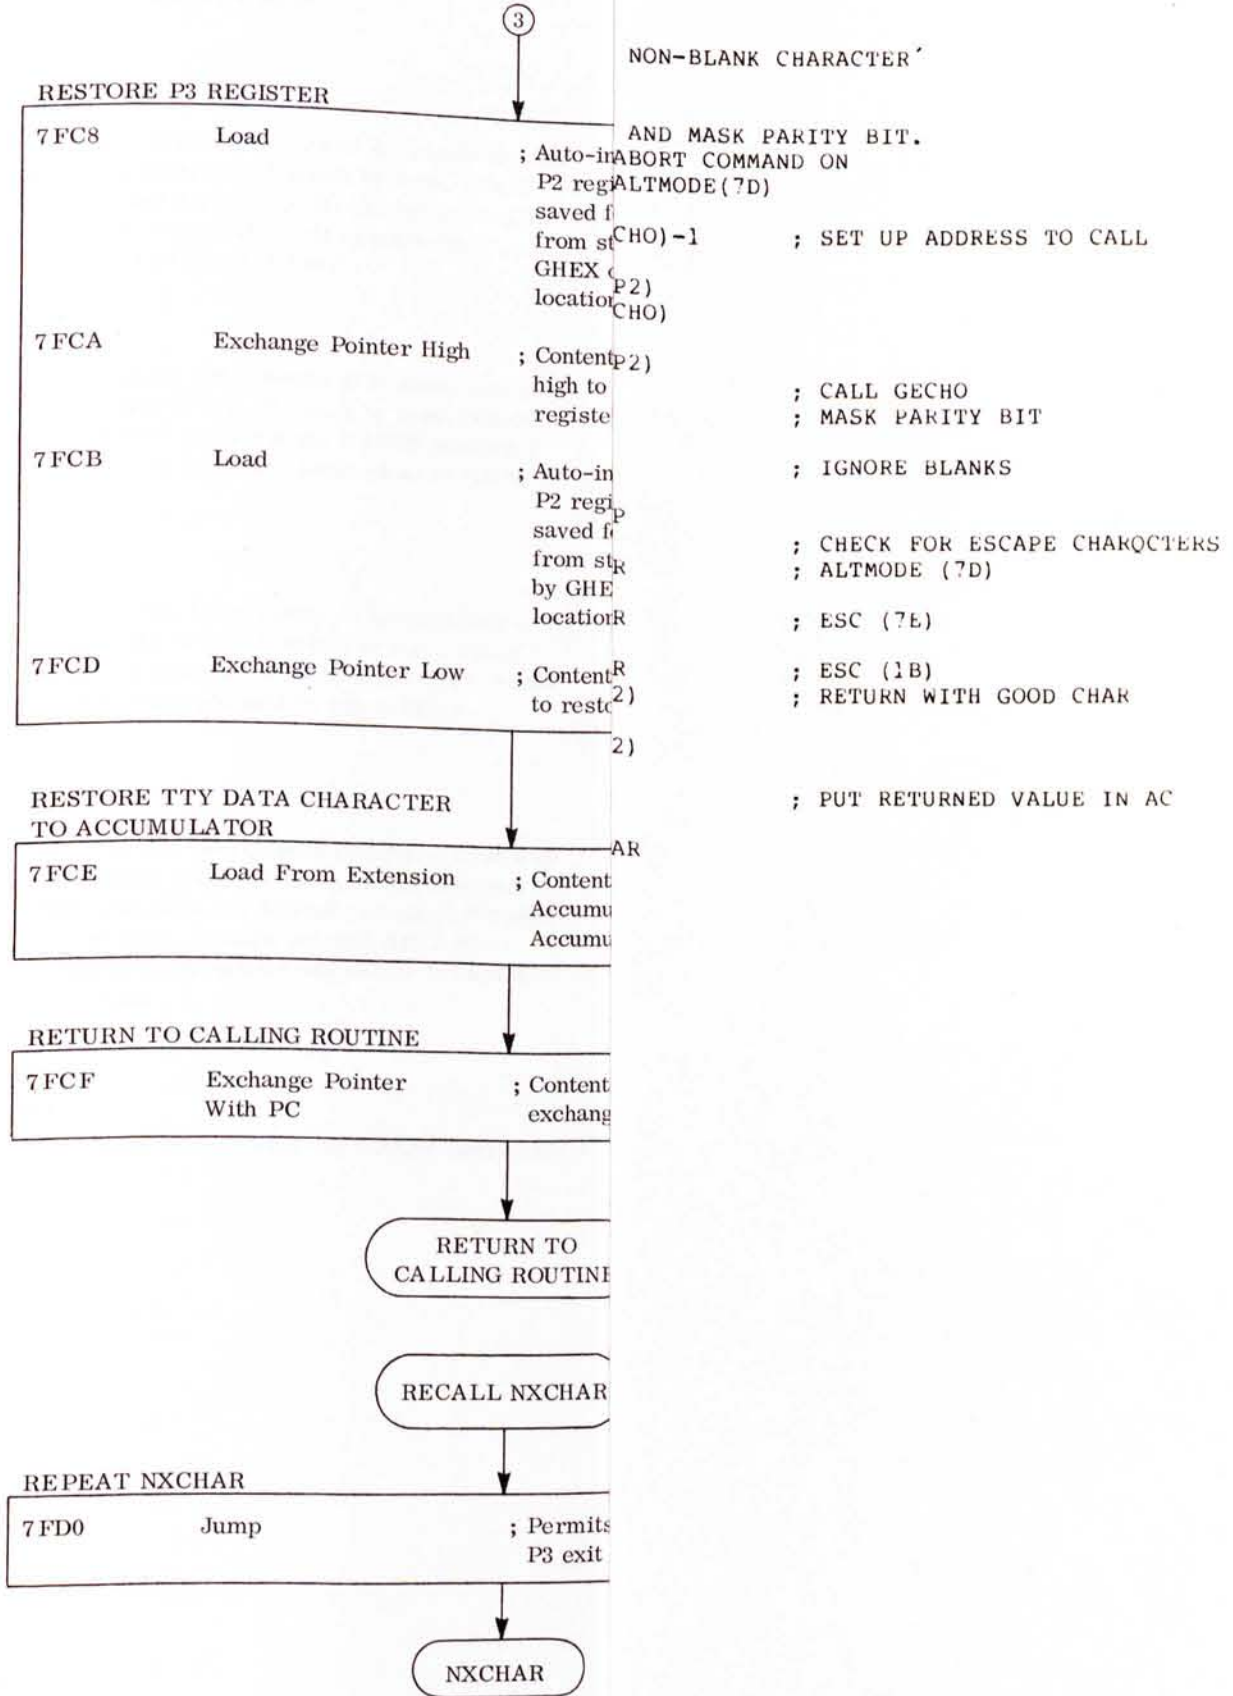 3
RESTORE P3 REGISTER
7FC8 Load ; Auto-in
P2 regi
saved f
from st
GHEX
location
7FCA Exchange Pointer High ; Content
high to
registe
7FCB Load ; Auto-in
P2 regi
saved f
from st
by GHE
location
7FCD Exchange Pointer Low ; Content
to resto
RESTORE TTY DATA CHARACTER
TO ACCUMULATOR
7FCE Load From Extension ; Content
Accumu
Accumu
RETURN TO CALLING ROUTINE
7FCF Exchange Pointer ; Content
With PC exchang
RETURN TO
CALLING ROUTINE
RECALL NXCHAR
REPEAT NXCHAR
7FD0 Jump ; Permits
P3 exit
NXCHAR
NON-BLANK CHARACTER
AND MASK PARITY BIT.
ABORT COMMAND ON
ALTMODE(7D)
CHO)-1 ; SET UP ADDRESS TO CALL
P2)
CHO)
P2)
; CALL GECHO
; MASK PARITY BIT
; IGNORE BLANKS
P
; CHECK FOR ESCAPE CHARQCTERS
R ; ALTMODE (7D)
R ; ESC (7E)
R ; ESC (1B)
2) ; RETURN WITH GOOD CHAR
2)
; PUT RETURNED VALUE IN AC
AR